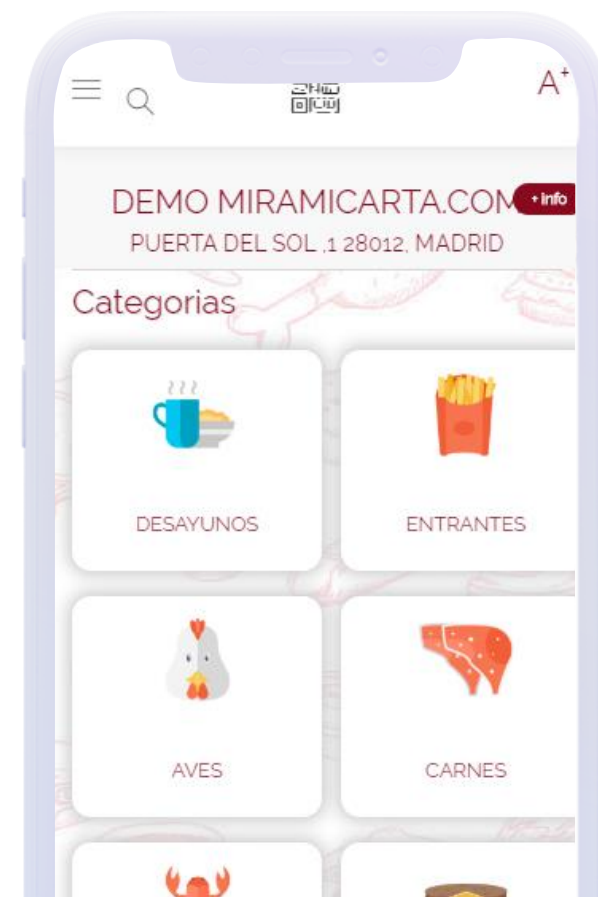 A+
DEMO MIRAMICARTA.COM
+ info
PUERTA DEL SOL ,1 28012, MADRID
Categorias
DESAYUNOS
ENTRANTES
AVES
CARNES